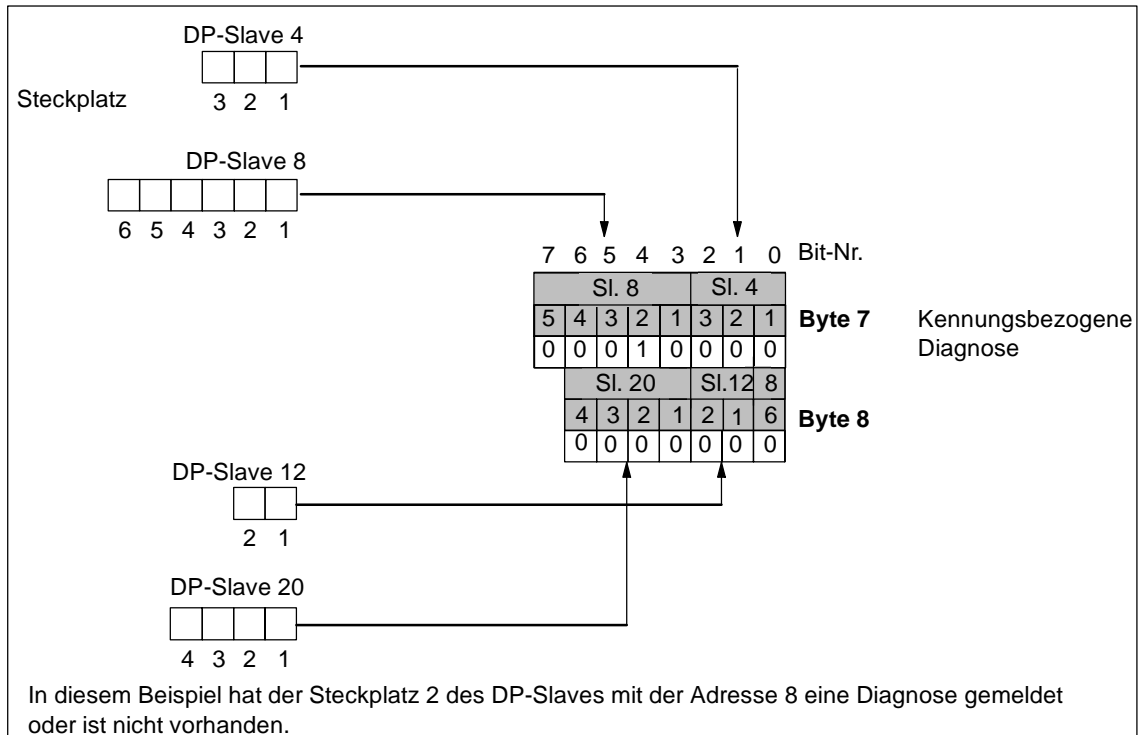 DP-Slave 4
Steckplatz 3 2 1
DP-Slave 8
6 5 4 3 2 1
7 6 5 4 3 2 1 0 Bit-Nr.
Sl. 8 Sl. 4
5 4 3 2 1 3 2 1 Byte 7 Kennungsbezogene
0 0 0 1 0 0 0 0 Diagnose
Sl. 20 Sl.12 8
4 3 2 1 2 1 6 Byte 8
0 0 0 0 0 0 0
DP-Slave 12
2 1
DP-Slave 20
4 3 2 1
In diesem Beispiel hat der Steckplatz 2 des DP-Slaves mit der Adresse 8 eine Diagnose gemeldet
oder ist nicht vorhanden.